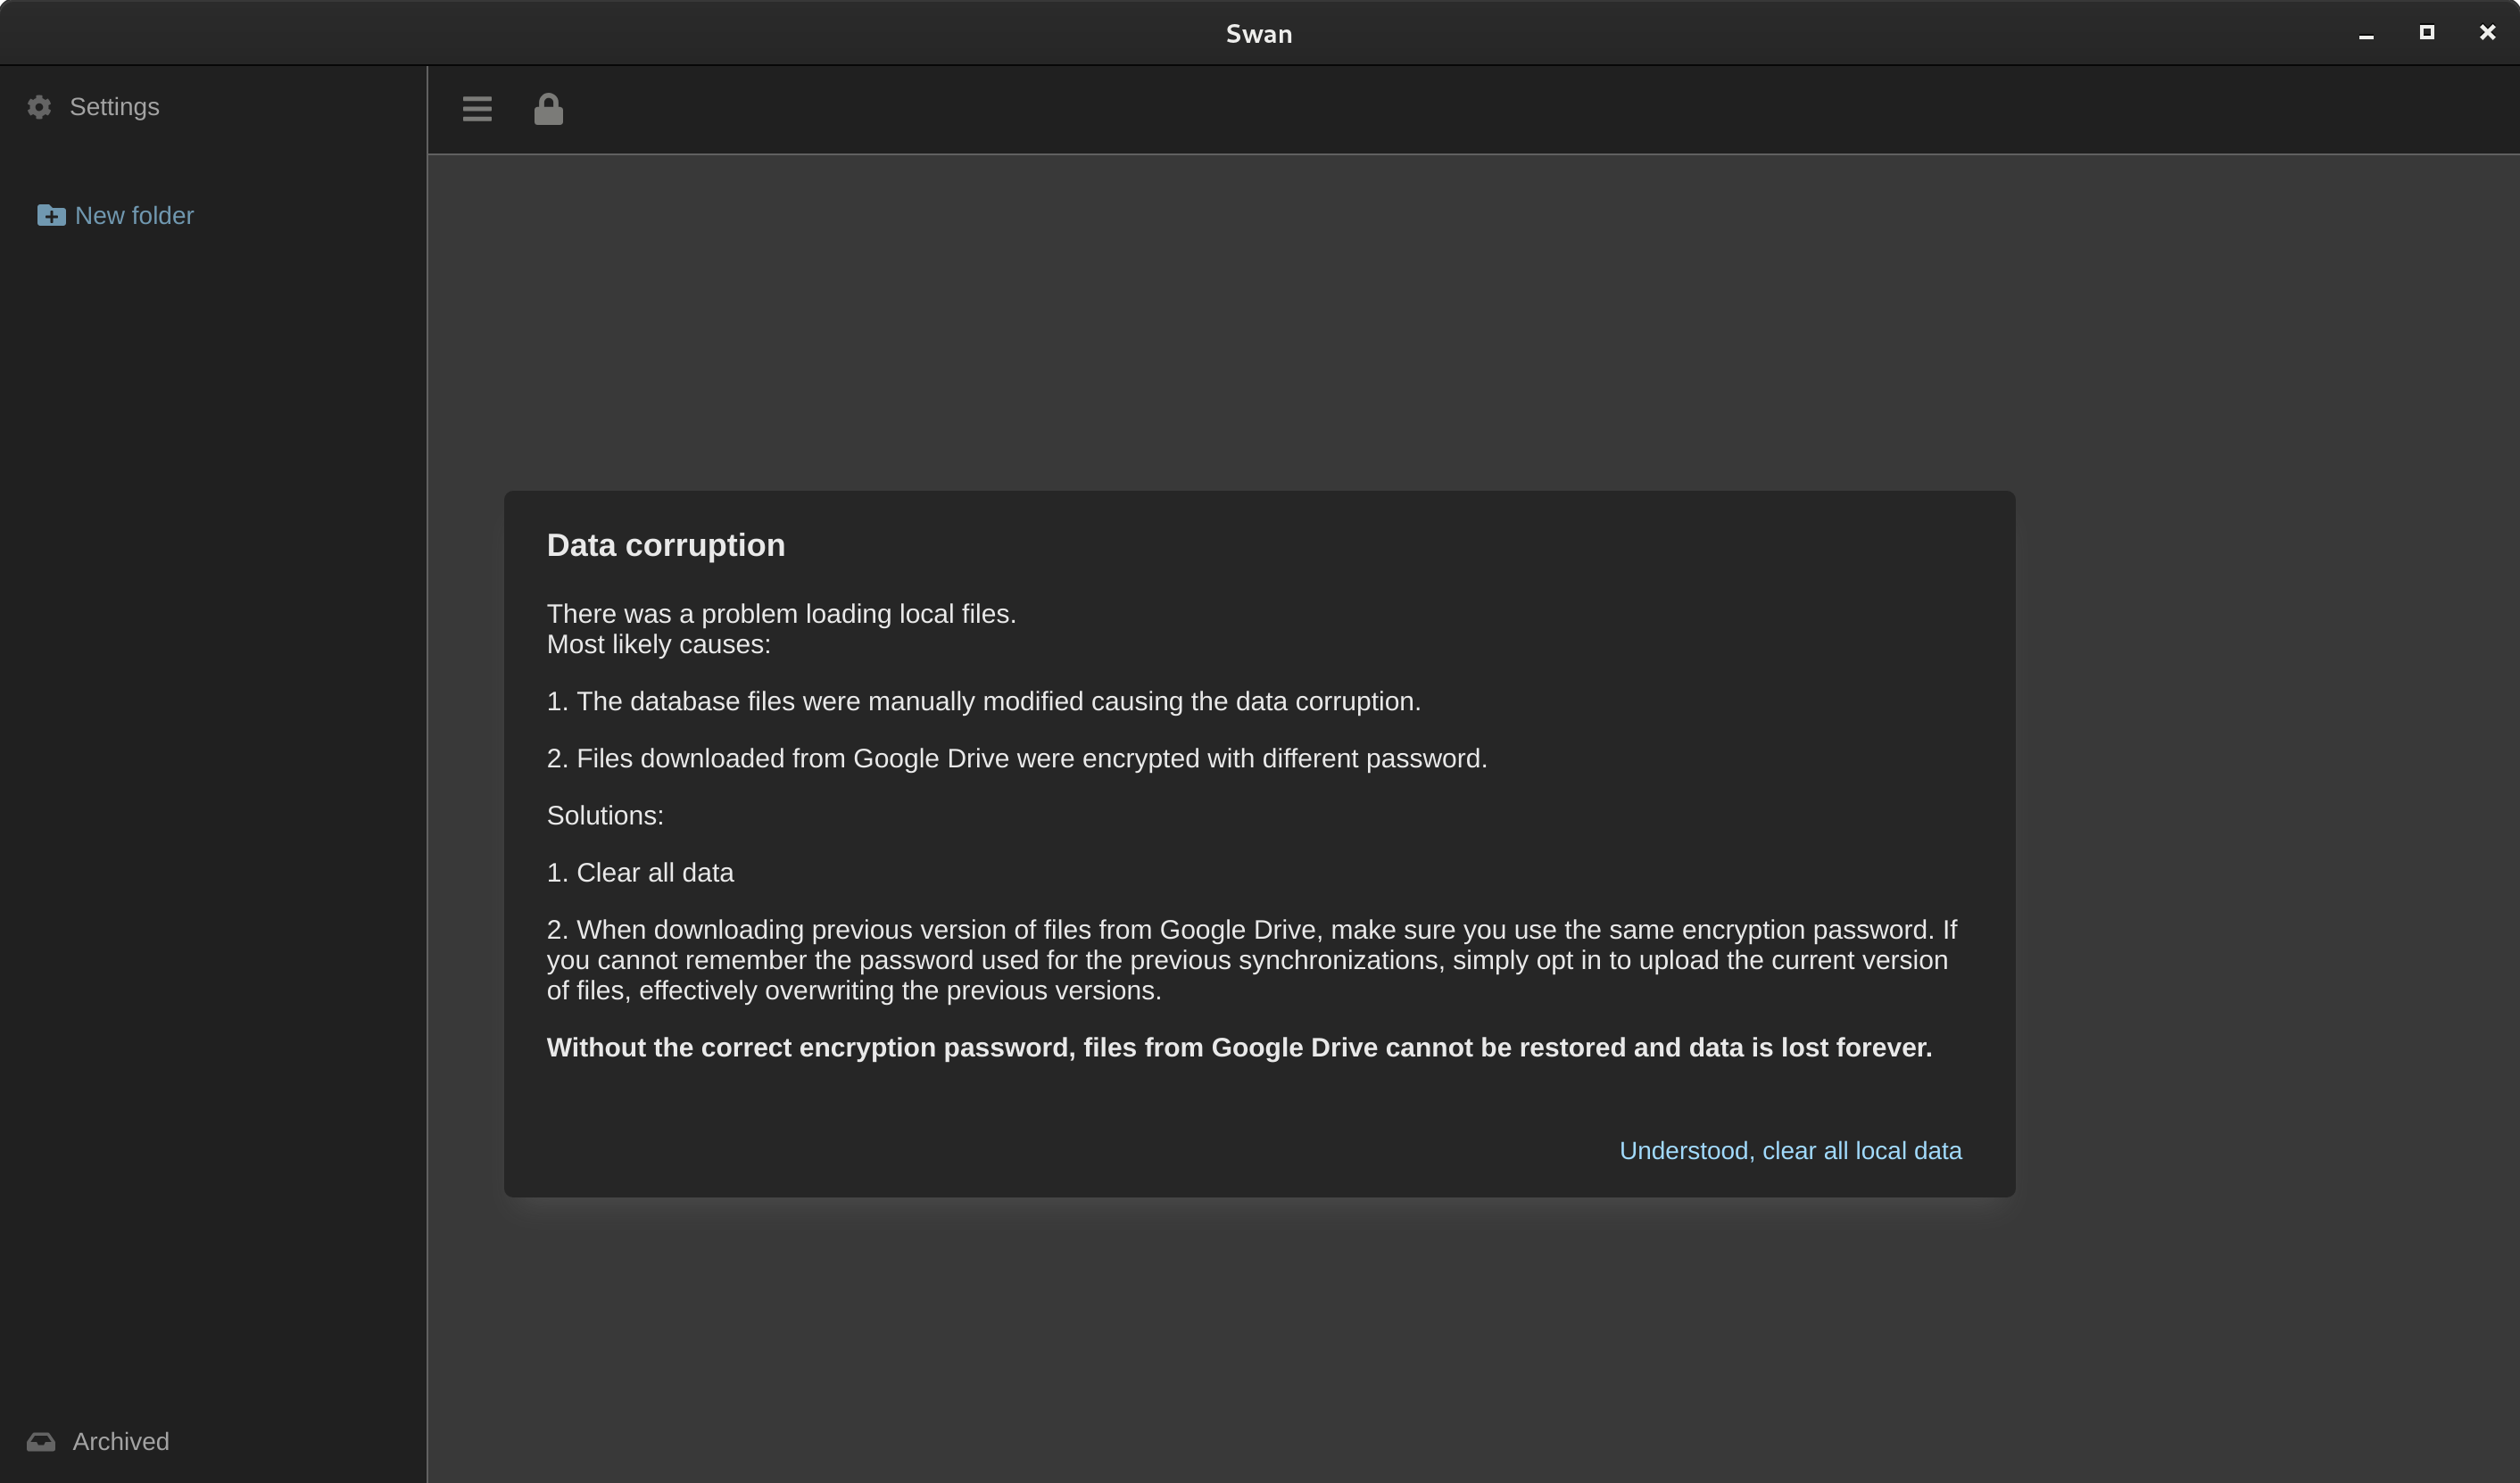 Swan
Settings
New folder
Data corruption
There was a problem loading local files.
Most likely causes:
1. The database files were manually modified causing the data corruption.
2. Files downloaded from Google Drive were encrypted with different password.
Solutions:
1. Clear all data
2. When downloading previous version of files from Google Drive, make sure you use the same encryption password. If
you cannot remember the password used for the previous synchronizations, simply opt in to upload the current version
of files, effectively overwriting the previous versions.
Without the correct encryption password, files from Google Drive cannot be restored and data is lost forever.
Understood, clear all local data
Archived